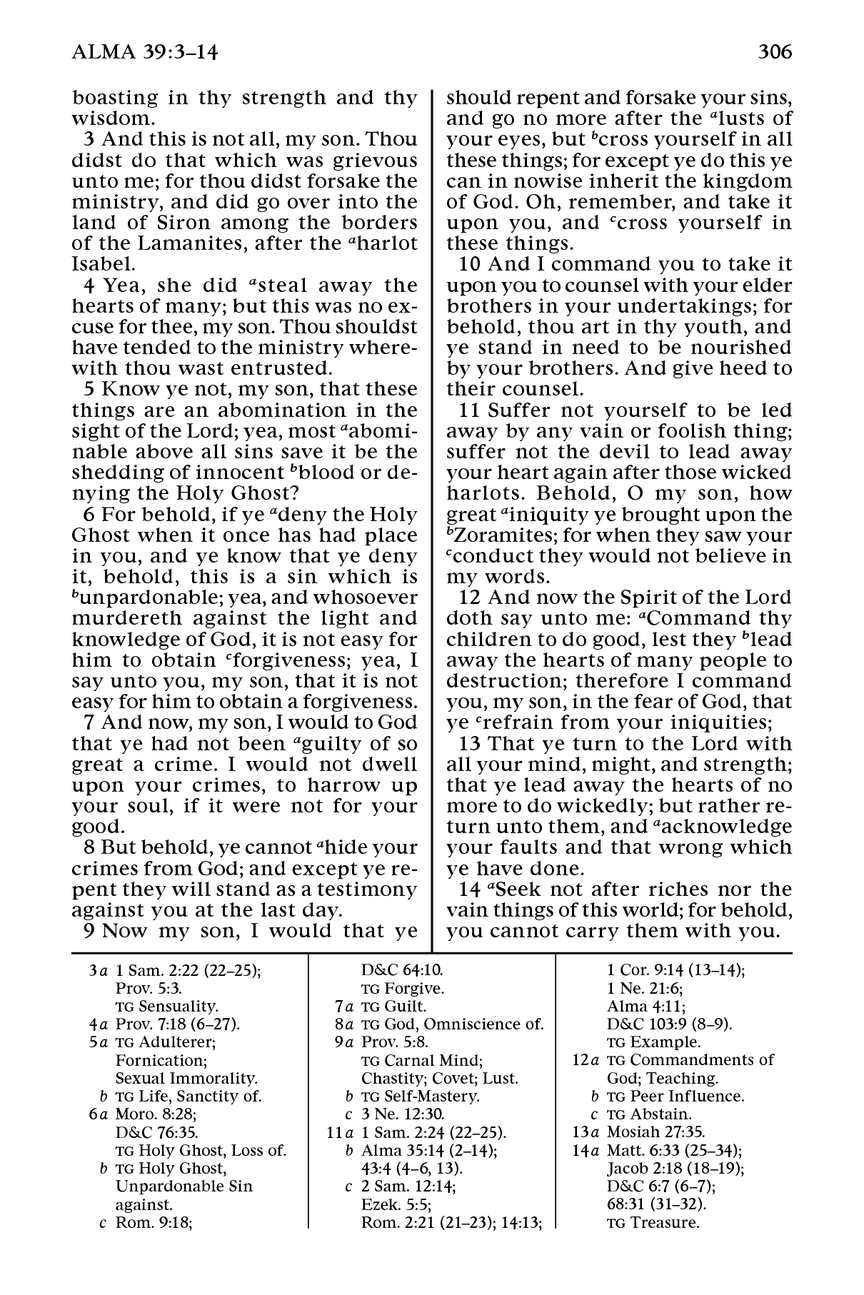 ALMA 39:3–14
306
boasting in thy strength and thy
wisdom.
3 And this is not all, my son. Thou
didst do that which was grievous
unto me; for thou didst forsake the
ministry, and did go over into the
land of Siron among the borders
of the Lamanites, after the aharlot
Isabel.
4 Yea, she did asteal away the
hearts of many; but this was no ex-
cuse for thee, my son. Thou shouldst
have tended to the ministry where-
with thou wast entrusted.
5 Know ye not, my son, that these
things are an abomination in the
sight of the Lord; yea, most aabomi-
nable above all sins save it be the
shedding of innocent bblood or de-
nying the Holy Ghost?
6 For behold, if ye adeny the Holy
Ghost when it once has had place
in you, and ye know that ye deny
it, behold, this is a sin which is
bunpardonable; yea, and whosoever
murdereth against the light and
knowledge of God, it is not easy for
him to obtain cforgiveness; yea, I
say unto you, my son, that it is not
easy for him to obtain a forgiveness.
7 And now, my son, I would to God
that ye had not been aguilty of so
great a crime. I would not dwell
upon your crimes, to harrow up
your soul, if it were not for your
good.
8 But behold, ye cannot ahide your
crimes from God; and except ye re-
pent they will stand as a testimony
against you at the last day.
9 Now my son, I would that ye
should repent and forsake your sins,
and go no more after the alusts of
your eyes, but bcross yourself in all
these things; for except ye do this ye
can in nowise inherit the kingdom
of God. Oh, remember, and take it
upon you, and ccross yourself in
these things.
10 And I command you to take it
upon you to counsel with your elder
brothers in your undertakings; for
behold, thou art in thy youth, and
ye stand in need to be nourished
by your brothers. And give heed to
their counsel.
11 Suffer not yourself to be led
away by any vain or foolish thing;
suffer not the devil to lead away
your heart again after those wicked
harlots. Behold, O my son, how
great ainiquity ye brought upon the
bZoramites; for when they saw your
cconduct they would not believe in
my words.
12 And now the Spirit of the Lord
doth say unto me: aCommand thy
children to do good, lest they blead
away the hearts of many people to
destruction; therefore I command
you, my son, in the fear of God, that
ye crefrain from your iniquities;
13 That ye turn to the Lord with
all your mind, might, and strength;
that ye lead away the hearts of no
more to do wickedly; but rather re-
turn unto them, and aacknowledge
your faults and that wrong which
ye have done.
14 aSeek not after riches nor the
vain things of this world; for behold,
you cannot carry them with you.
3a 1 Sam. 2:22 (22–25);
Prov. 5:3.
TG Sensuality.
4a Prov. 7:18 (6–27).
5a TG Adulterer;
Fornication;
Sexual Immorality.
b TG Life, Sanctity of.
6a Moro. 8:28;
D&C 76:35.
TG Holy Ghost, Loss of.
b TG Holy Ghost,
Unpardonable Sin
against.
c Rom. 9:18;
D&C 64:10.
TG Forgive.
7a TG Guilt.
8a TG God, Omniscience of.
9a Prov. 5:8.
TG Carnal Mind;
Chastity; Covet; Lust.
b TG Self-Mastery.
c 3 Ne. 12:30.
11a 1 Sam. 2:24 (22–25).
b Alma 35:14 (2–14);
43:4 (4–6, 13).
c 2 Sam. 12:14;
Ezek. 5:5;
Rom. 2:21 (21–23); 14:13;
1 Cor. 9:14 (13–14);
1 Ne. 21:6;
Alma 4:11;
D&C 103:9 (8–9).
TG Example.
12a TG Commandments of
God; Teaching.
b TG Peer Influence.
c TG Abstain.
13a Mosiah 27:35.
14a Matt. 6:33 (25–34);
Jacob 2:18 (18–19);
D&C 6:7 (6–7);
68:31 (31–32).
TG Treasure.